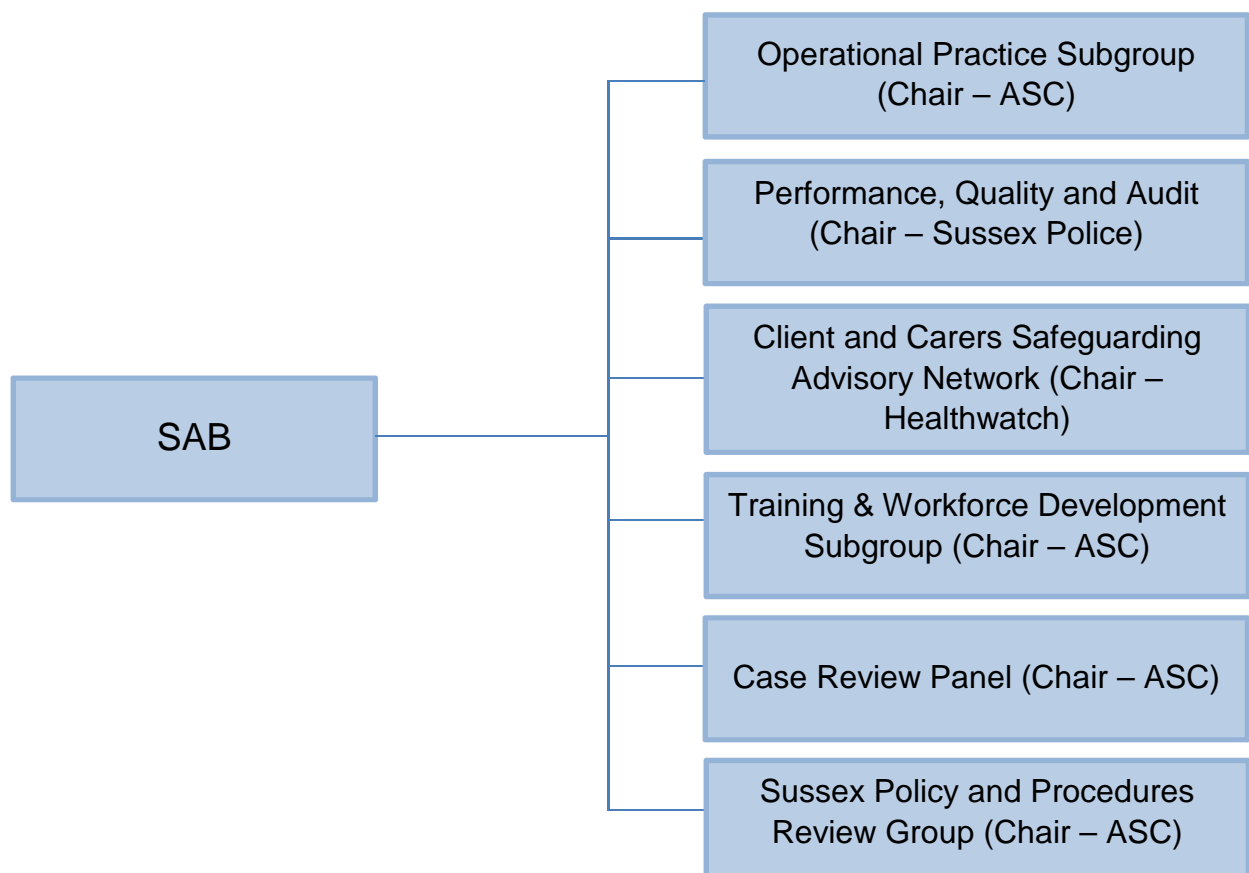 SAB
Operational Practice Subgroup
(Chair – ASC)
Performance, Quality and Audit
(Chair – Sussex Police)
Client and Carers Safeguarding
Advisory Network (Chair –
Healthwatch)
Training & Workforce Development
Subgroup (Chair – ASC)
Case Review Panel (Chair – ASC)
Sussex Policy and Procedures
Review Group (Chair – ASC)